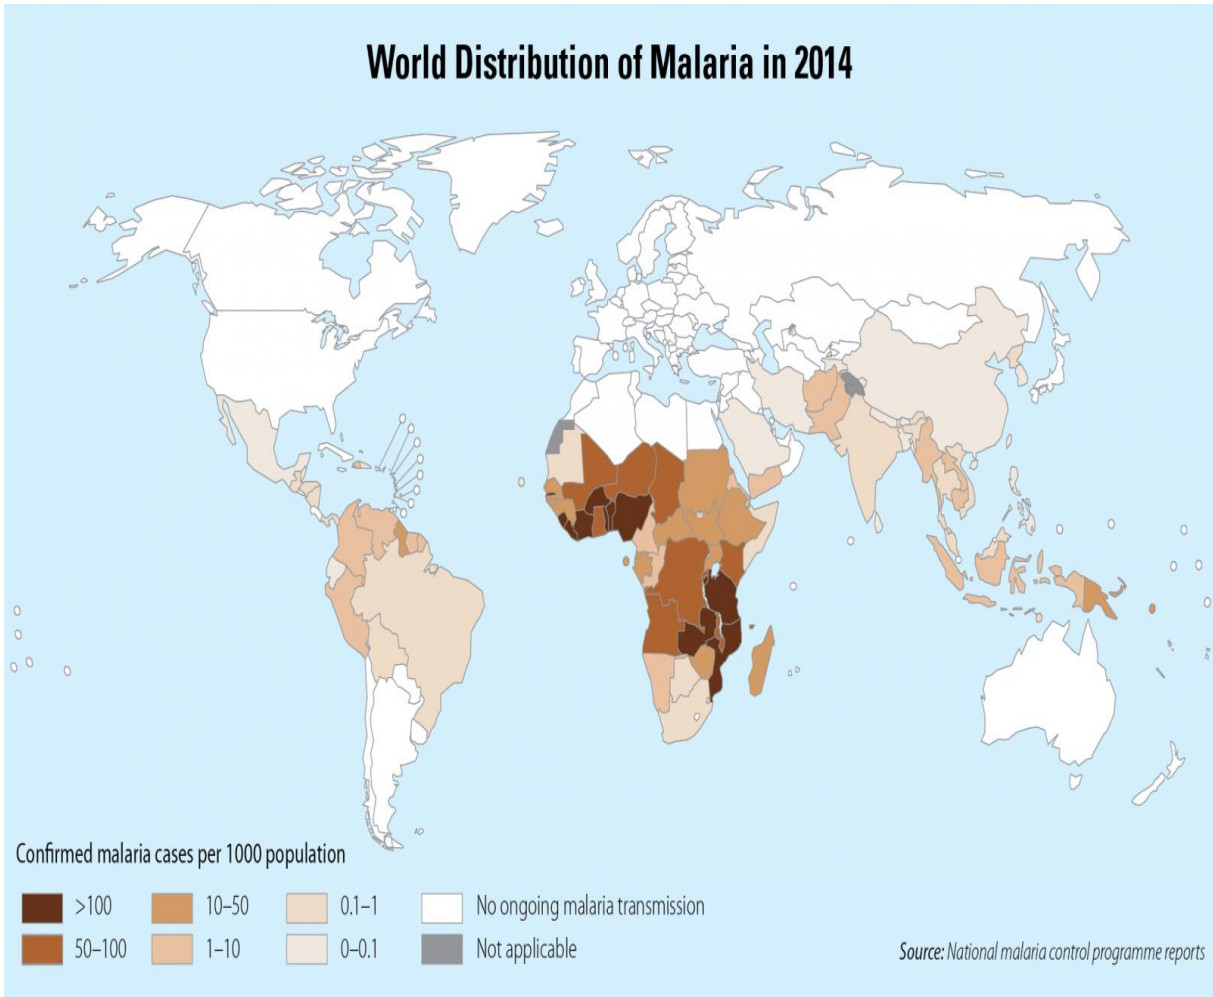 World Distribution of Malaria in 2014
Confirmed malaria cases per 1000 population
>100
10–50
0.1–1
No ongoing malaria transmission
50–100
1–10
0–0.1
Not applicable
Source: National malaria control programme reports